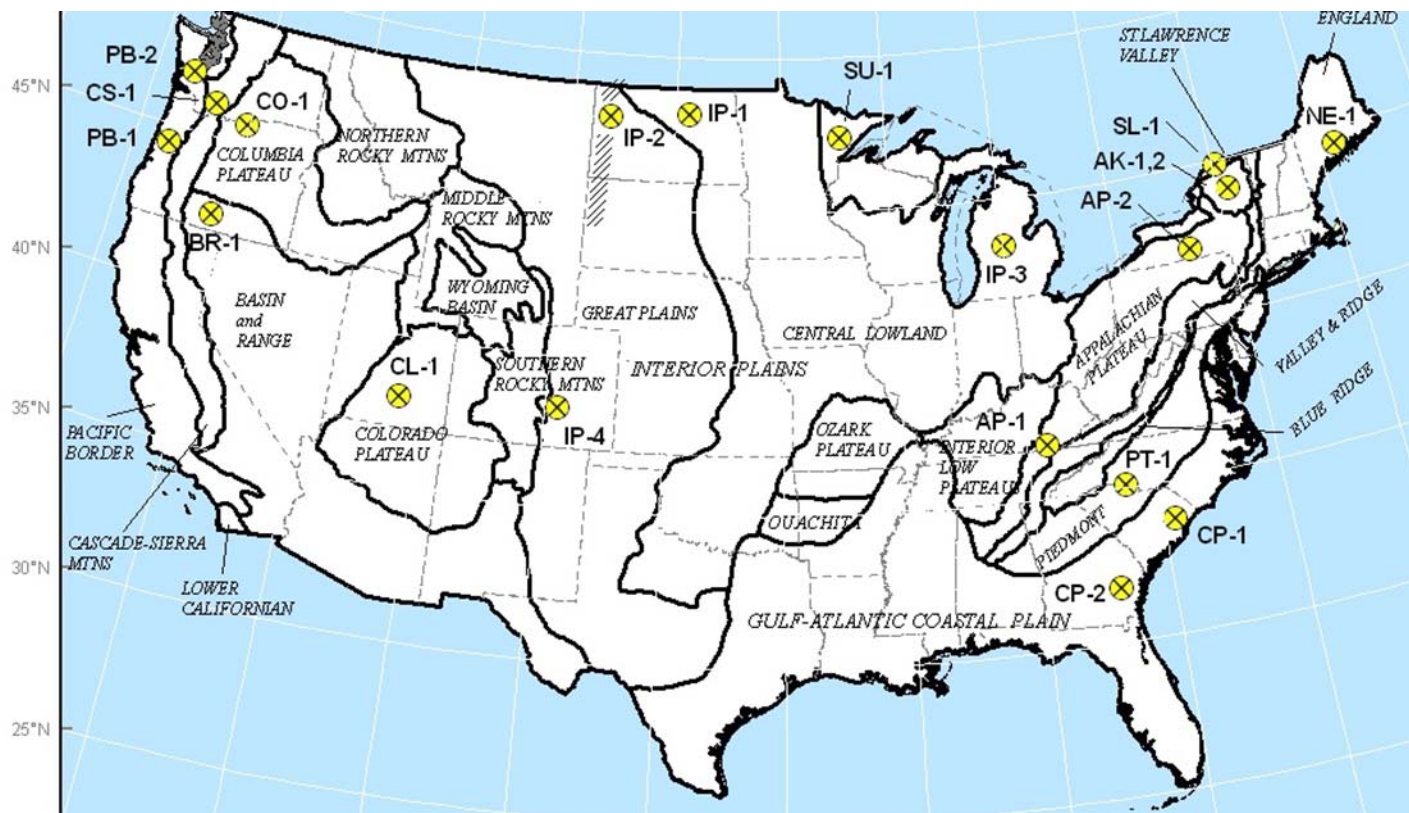 ENGLAND
ST.LAWRENCE
VALLEY
PB-2
SU-1
45°N
CS-1
CO-1
IP-2
IP-1
SL-1
NE-1
PB-1
NORTHERN
ROCKY MTNS
COLUMBIA
PLATEAU
AK-1,2
AP-2
MIDDLE
ROCKY MTNS
BR-1
40°N
IP-3
WYOMING
BASIN
BASIN
and
RANGE
GREAT PLAINS
CENTRAL LOWLAND
APPALACHIAN
PLATEAU
VALLEY & RIDGE
CL-1
SOUTHERN
ROCKY MTNS
INTERIOR PLAINS
BLUE RIDGE
35°N
IP-4
AP-1
PACIFIC
BORDER
COLORADO
PLATEAU
OZARK
PLATEAU
INTERIOR
LOW
PLATEAUS
PT-1
OUACHITA
PIEDMONT
CP-1
CASCADE-SIERRA
MTNS
30°N
LOWER
CALIFORNIAN
CP-2
GULF-ATLANTIC COASTAL PLAIN
25°N